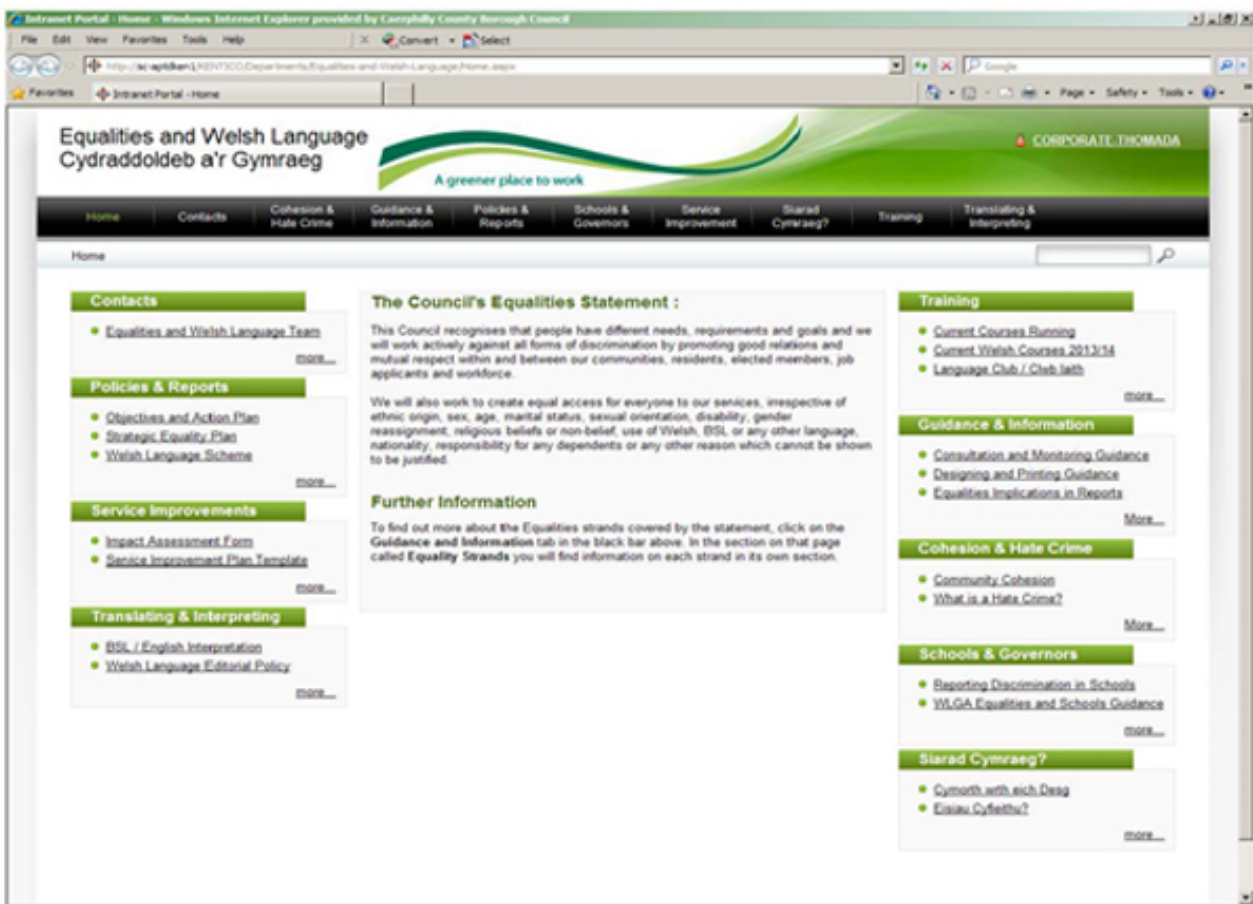 Intranet Portal - Home - Windows Internet Explorer provided by Caerphilly County Borough Council
File Edit View Favorites Tools Help
Convert Select
Google
Favorites Intranet Portal - Home
Page Safety Tools
Equalities and Welsh Language
Cydraddoldeb a'r Gymraeg
A greener place to work
CORPORATE-THOMADA
Home
Contacts
Cohesion &
Hate Crime
Guidance &
Information
Policies &
Reports
Schools &
Governors
Service
Improvement
Siarad
Cymraeg?
Training
Translating &
Interpreting
Home
Contacts
Equalities and Welsh Language Team
more...
Policies & Reports
Objectives and Action Plan
Strategic Equality Plan
Welsh Language Scheme
more...
Service Improvements
Impact Assessment Form
Service Improvement Plan Template
more...
Translating & Interpreting
BSL / English Interpretation
Welsh Language Editorial Policy
more...
The Council's Equalities Statement :
This Council recognises that people have different needs, requirements and goals and we
will work actively against all forms of discrimination by promoting good relations and
mutual respect within and between our communities, residents, elected members, job
applicants and workforce.
We will also work to create equal access for everyone to our services, irrespective of
ethnic origin, sex, age, marital status, sexual orientation, disability, gender
reassignment, religious beliefs or non-belief, use of Welsh, BSL or any other language,
nationality, responsibility for any dependents or any other reason which cannot be shown
to be justified.
Further Information
To find out more about the Equalities strands covered by the statement, click on the
Guidance and Information tab in the black bar above. In the section on that page
called Equality Strands you will find information on each strand in its own section.
Training
Current Courses Running
Current Welsh Courses 2013/14
Language Club / Clwb Iaith
more...
Guidance & Information
Consultation and Monitoring Guidance
Designing and Printing Guidance
Equalities Implications in Reports
More...
Cohesion & Hate Crime
Community Cohesion
What is a Hate Crime?
More...
Schools & Governors
Reporting Discrimination in Schools
WLGA Equalities and Schools Guidance
more...
Siarad Cymraeg?
Cymorth wrth eich Desg
Eisiau Cyfieithu?
more...